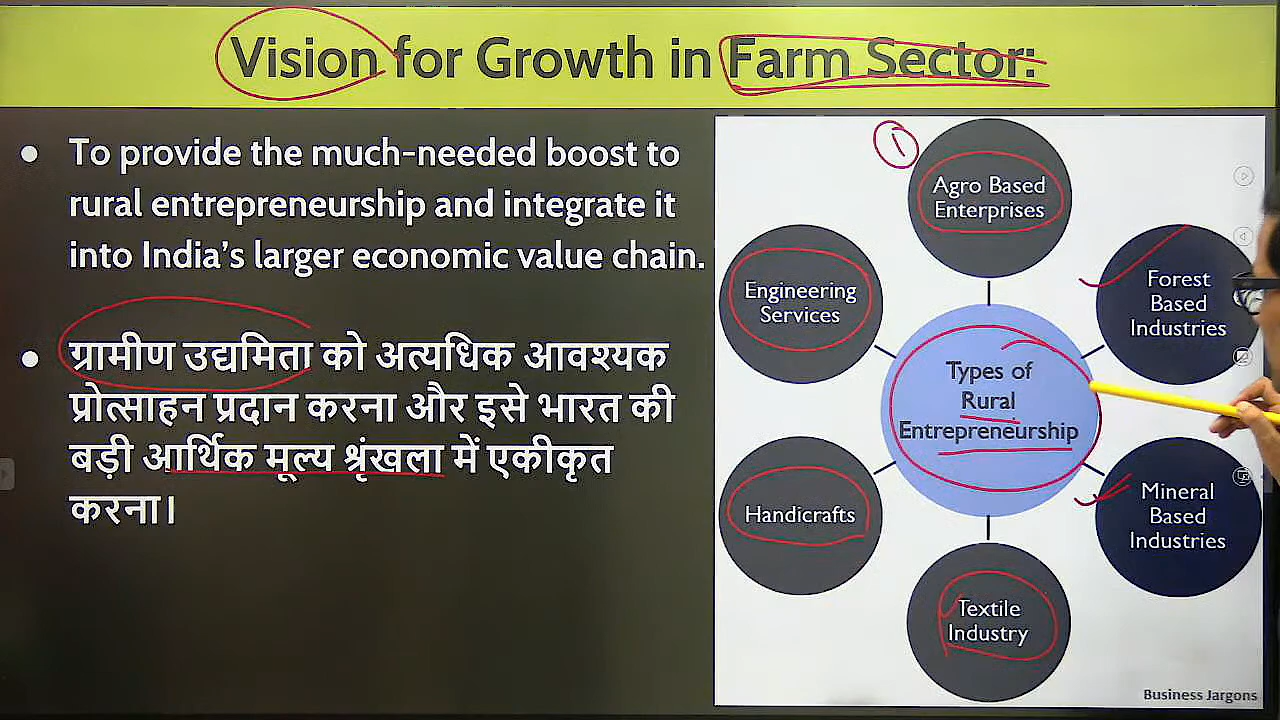 Vision for Growth in Farm Sector:
• To provide the much-needed boost to
rural entrepreneurship and integrate it
into India's larger economic value chain.
• ग्रामीण उद्यमिता को अत्यधिक आवश्यक
प्रोत्साहन प्रदान करना और इसे भारत की
बड़ी आर्थिक मूल्य श्रृंखला में एकीकृत
करना।
1
Agro Based
Enterprises
Engineering
Services
Forest
Based
Industries
Types of
Rural
Entrepreneurship
Handicrafts
Mineral
Based
Industries
Textile
Industry
Business Jargons